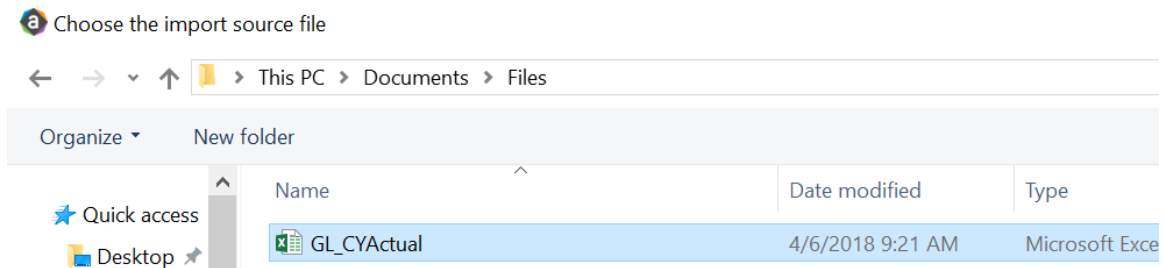 Choose the import source file
This PC > Documents > Files
Organize New folder
Name Date modified Type
Quick access
GL_CYActual 4/6/2018 9:21 AM Microsoft Exce
Desktop